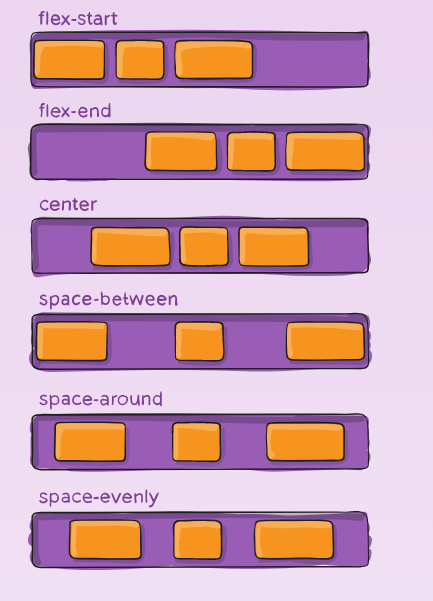 flex-start
flex-end
center
space-between
space-around
space-evenly